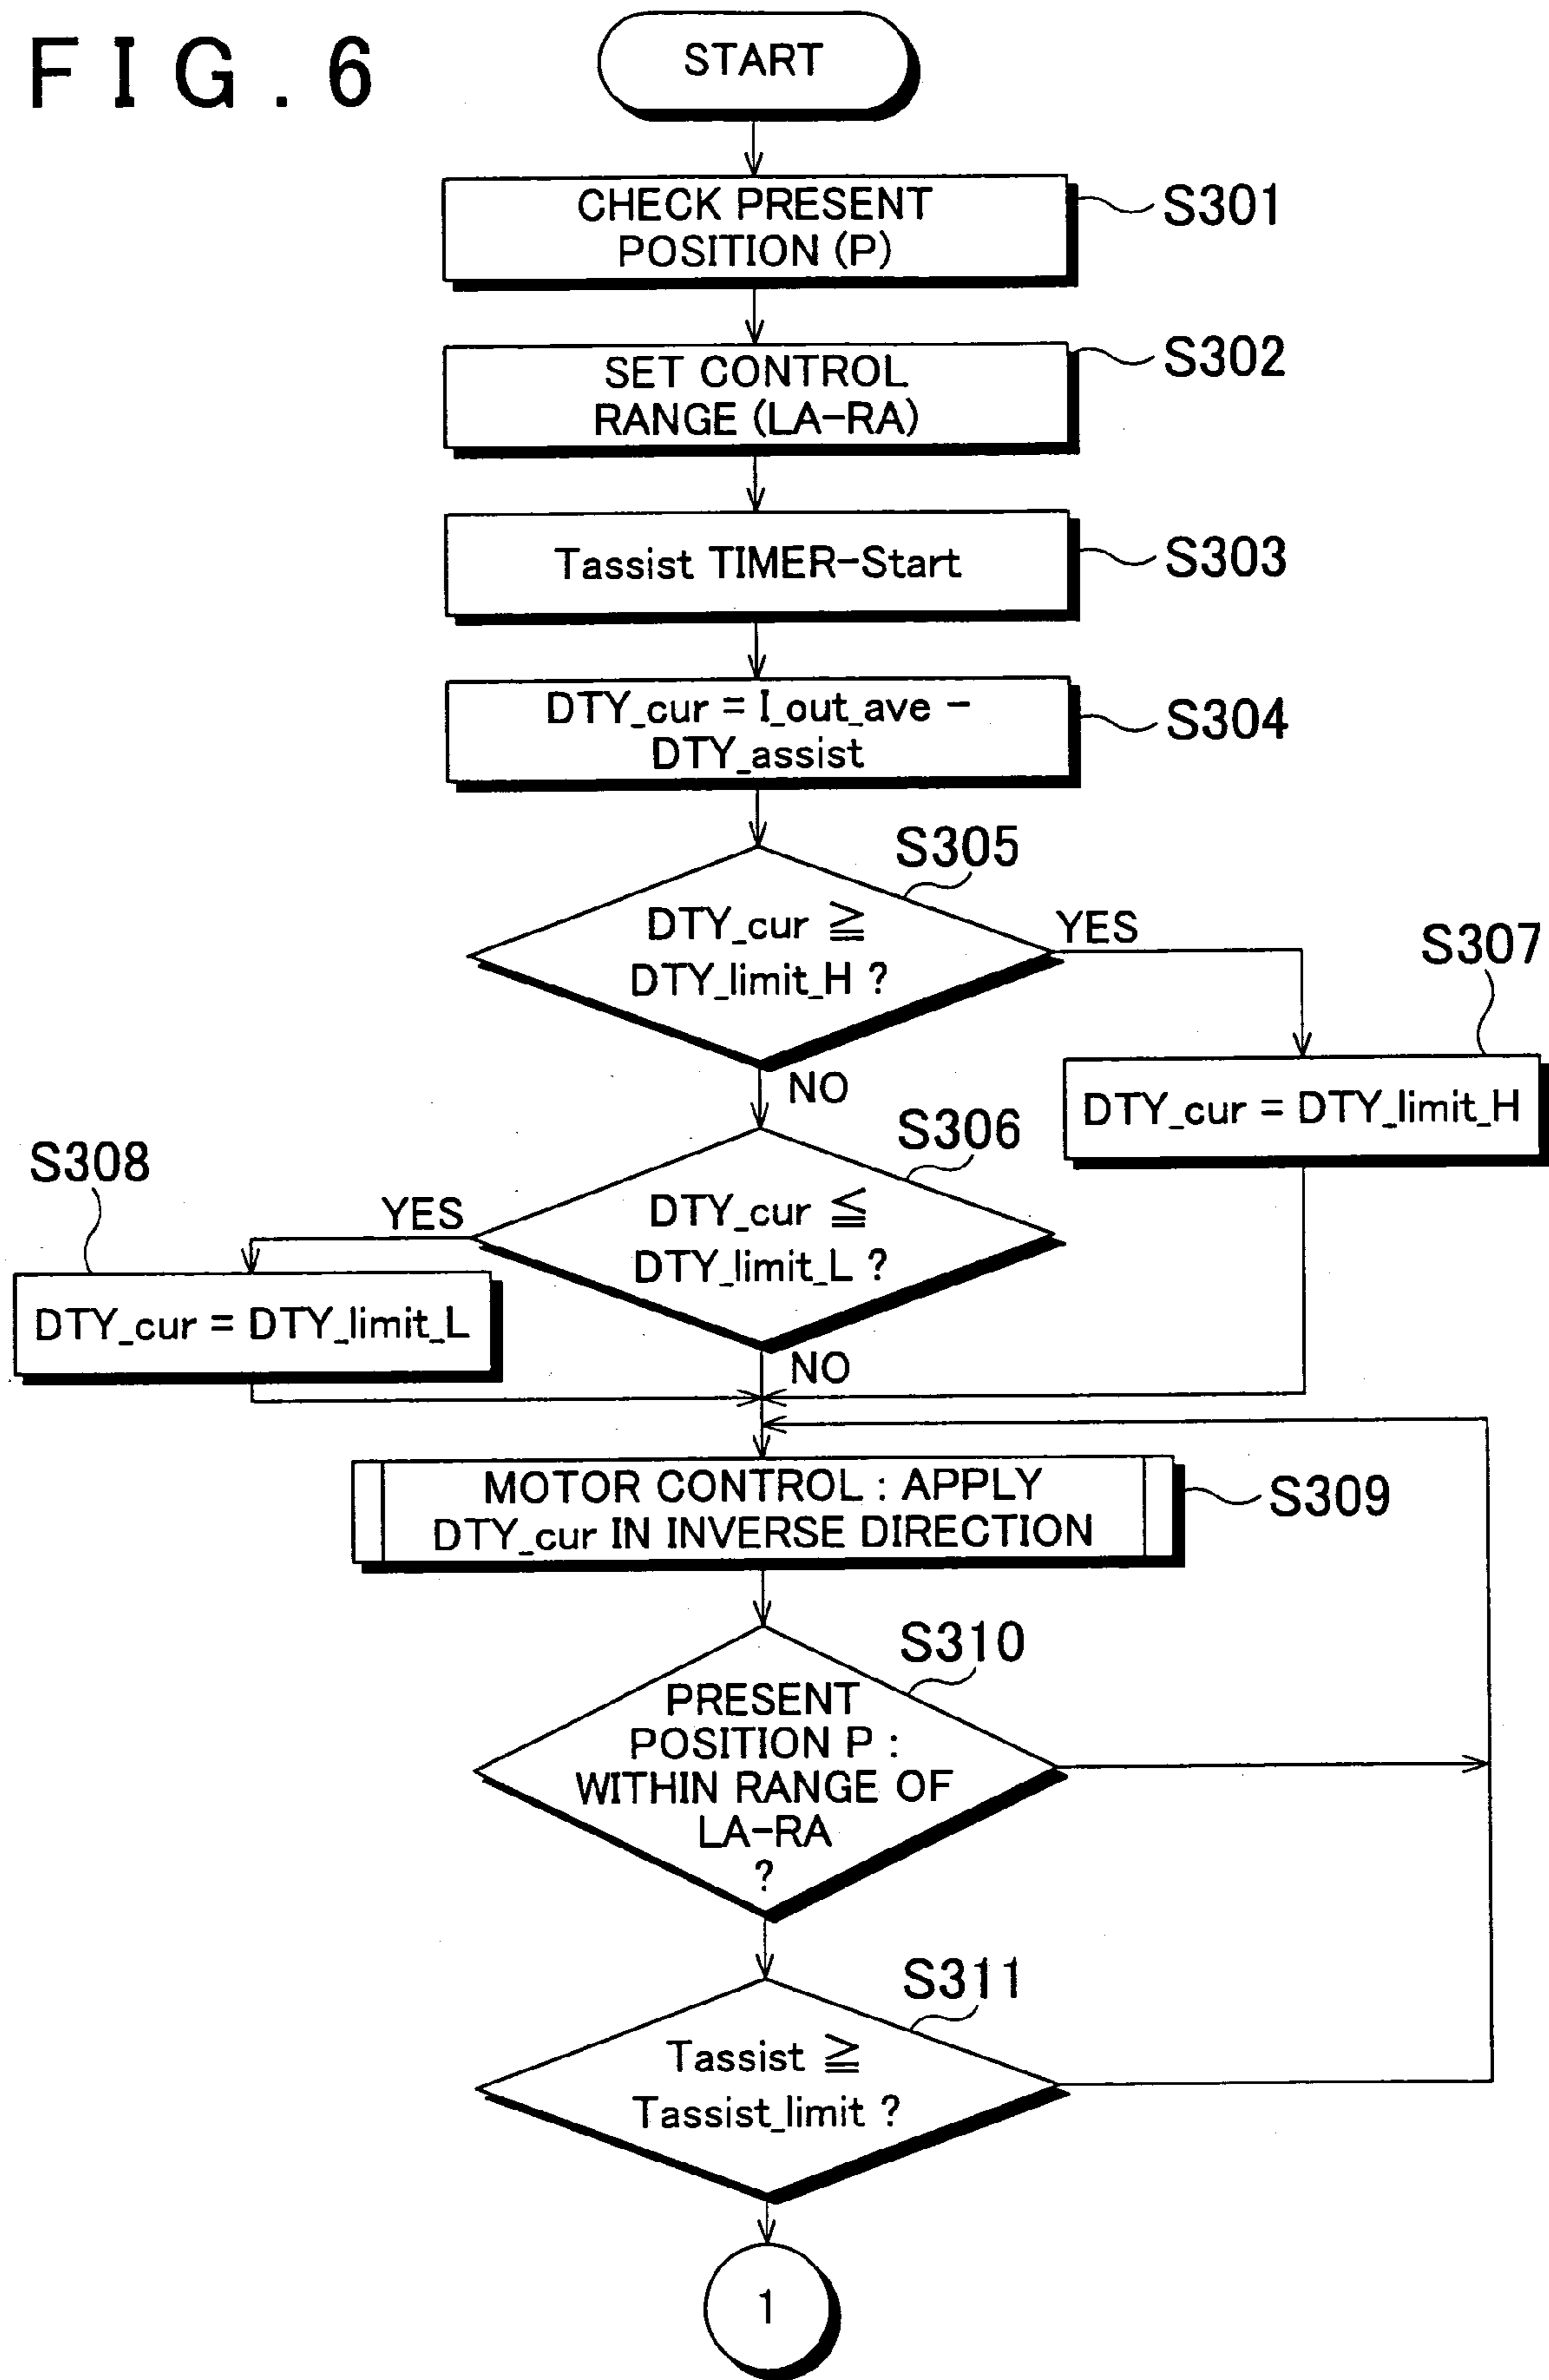 FIG. 6
START
CHECK PRESENT
POSITION (P)
S301
SET CONTROL
RANGE (LA-RA)
S302
Tassist TIMER-Start
S303
DTY_cur = I_out_ave -
DTY_assist
S304
S305
DTY_cur ≧
DTY_limit_H ?
YES
S307
NO
DTY_cur = DTY_limit_H
S306
S308
YES
DTY_cur ≦
DTY_limit_L ?
DTY_cur = DTY_limit_L
NO
MOTOR CONTROL : APPLY
DTY_cur IN INVERSE DIRECTION
S309
S310
PRESENT
POSITION P :
WITHIN RANGE OF
LA-RA
?
S311
Tassist ≧
Tassist_limit ?
1